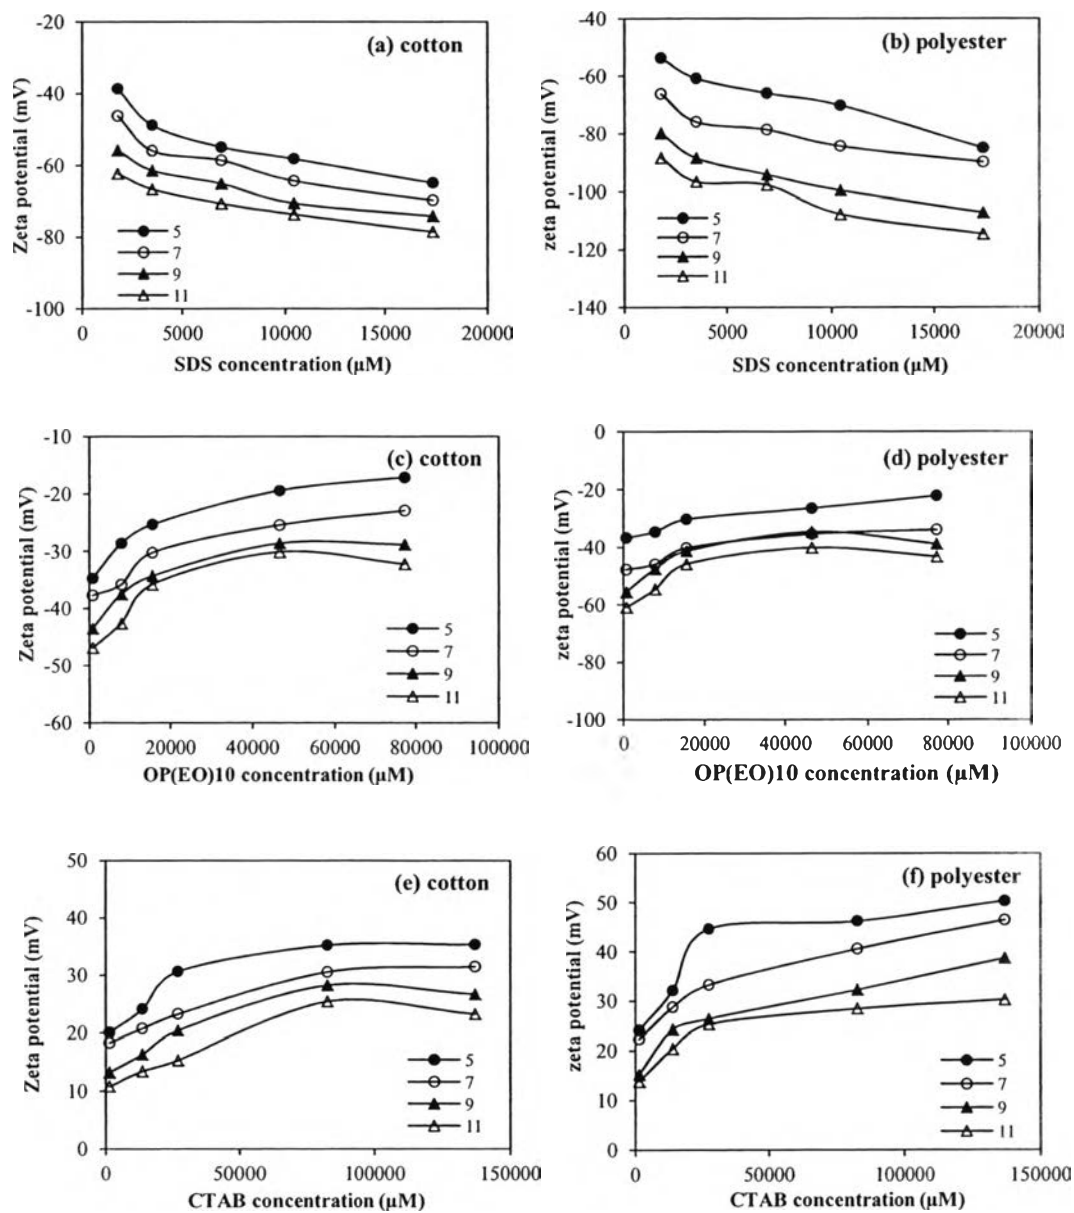 (a) cotton
Zeta potential (mV)
-20
-40
-60
-80
-100
5
7
9
11
0 5000 10000 15000 20000
SDS concentration (µM)
(b) polyester
zeta potential (mV)
-40
-60
-80
-100
-120
-140
5
7
9
11
0 5000 10000 15000 20000
SDS concentration (µM)
(c) cotton
Zeta potential (mV)
-10
-20
-30
-40
-50
-60
5
7
9
11
0 20000 40000 60000 80000 100000
OP(EO)10 concentration (µM)
(d) polyester
zeta potential (mV)
0
-20
-40
-60
-80
-100
5
7
9
11
0 20000 40000 60000 80000 100000
OP(EO)10 concentration (µM)
(e) cotton
Zeta potential (mV)
50
40
30
20
10
0
5
7
9
11
0 50000 100000 150000
CTAB concentration (µM)
(f) polyester
zeta potential (mV)
60
50
40
30
20
10
0
5
7
9
11
0 50000 100000 150000
CTAB concentration (µM)